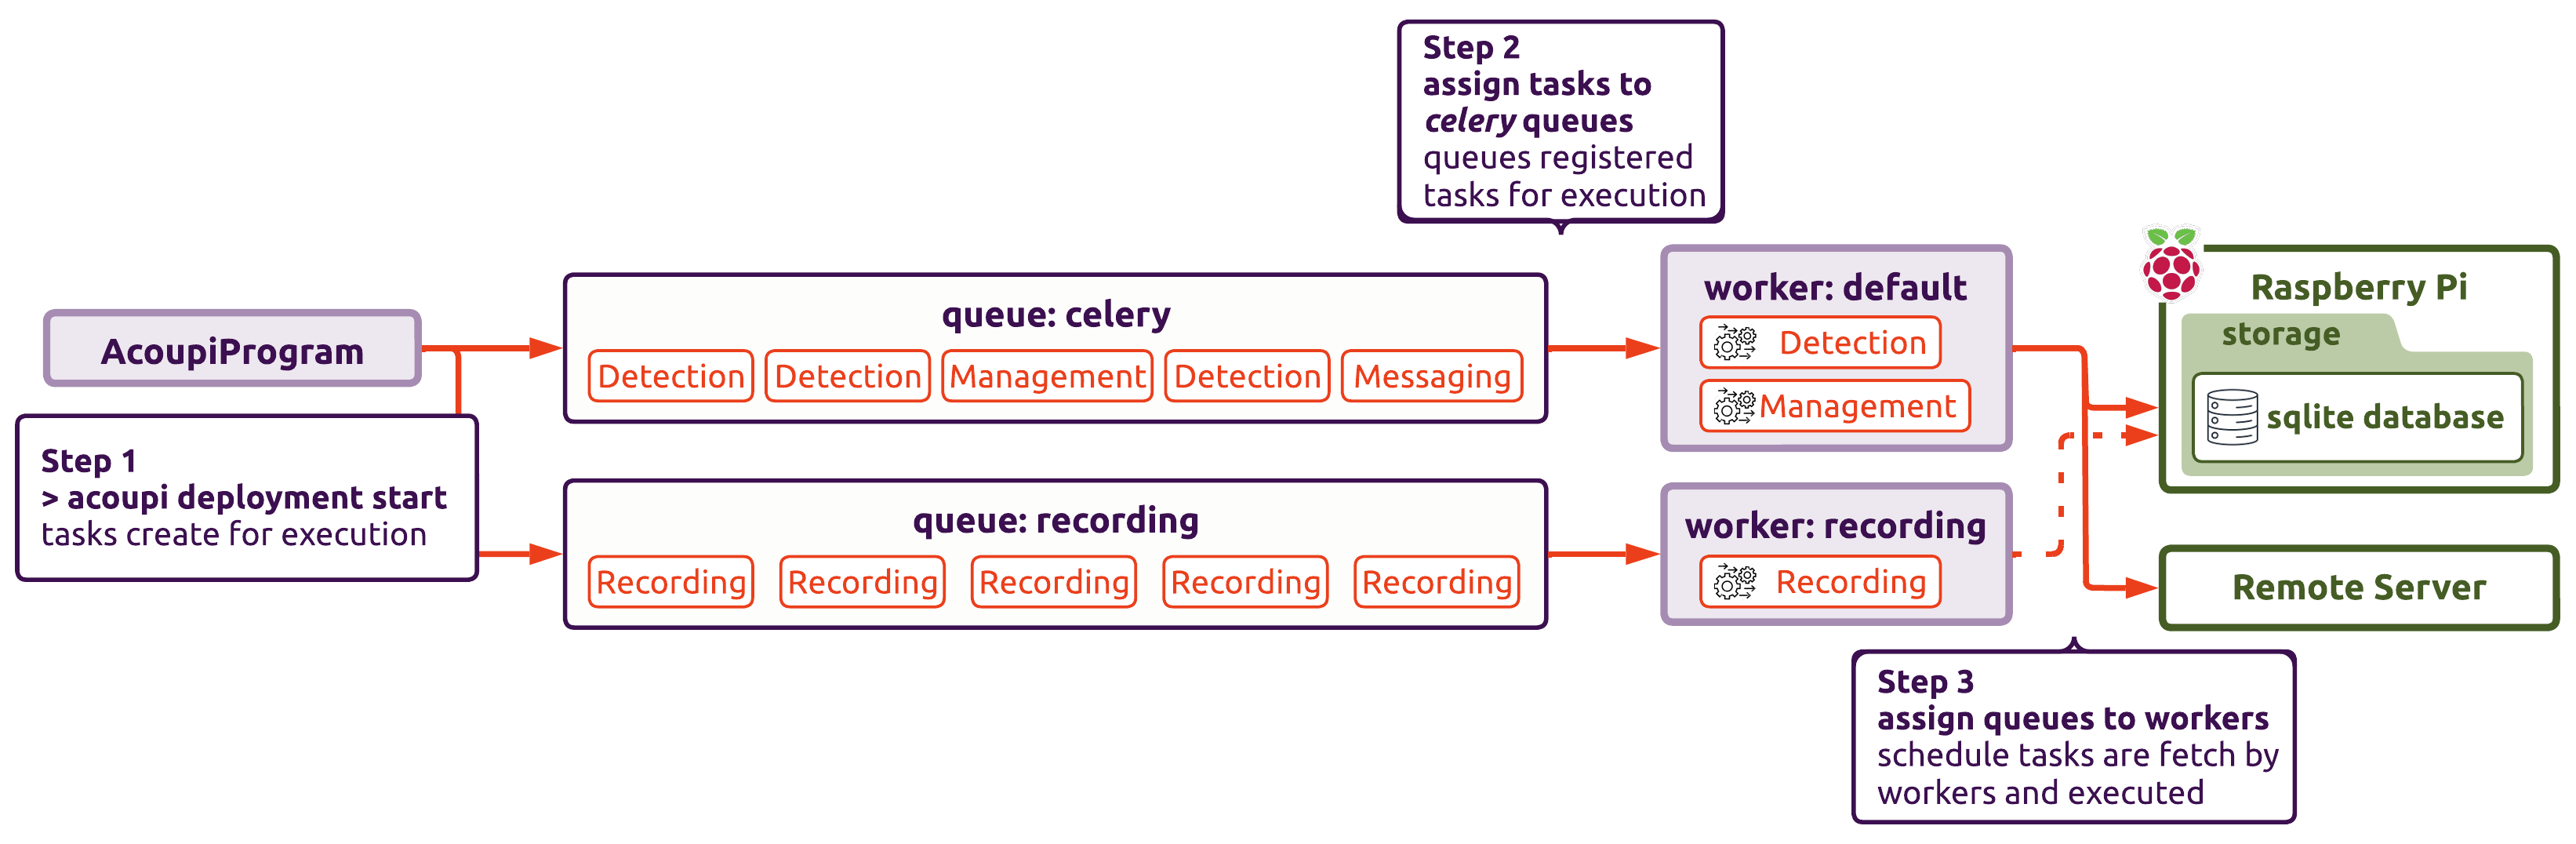 Step 2
assign tasks to
celery queues
queues registered
tasks for execution
AcoupiProgram
Step 1
> acoupi deployment start
tasks create for execution
queue: celery
Detection
Detection
Management
Detection
Messaging
queue: recording
Recording
Recording
Recording
Recording
Recording
worker: default
Detection
Management
worker: recording
Recording
Raspberry Pi
storage
sqlite database
Remote Server
Step 3
assign queues to workers
schedule tasks are fetch by
workers and executed